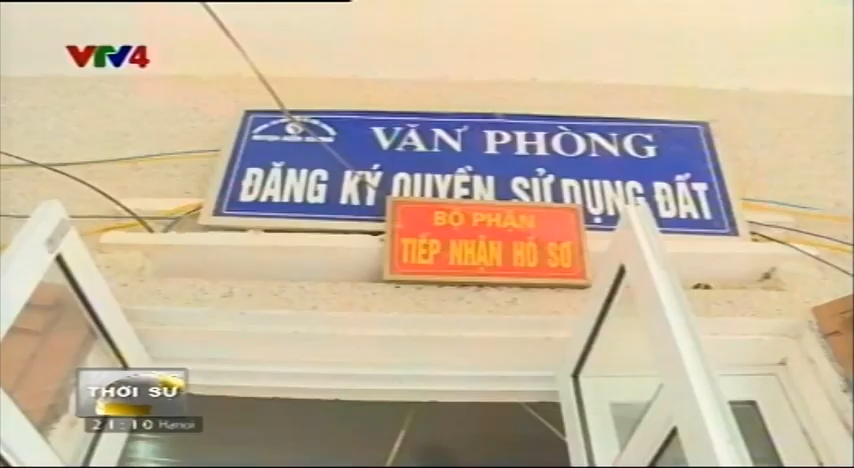 VTV4
VĂN PHÒNG
ĐĂNG KÝ QUYỀN SỬ DỤNG ĐẤT
BỘ PHẬN
TIẾP NHẬN HỒ SƠ
THỜI SỰ
21:10 Hanoi